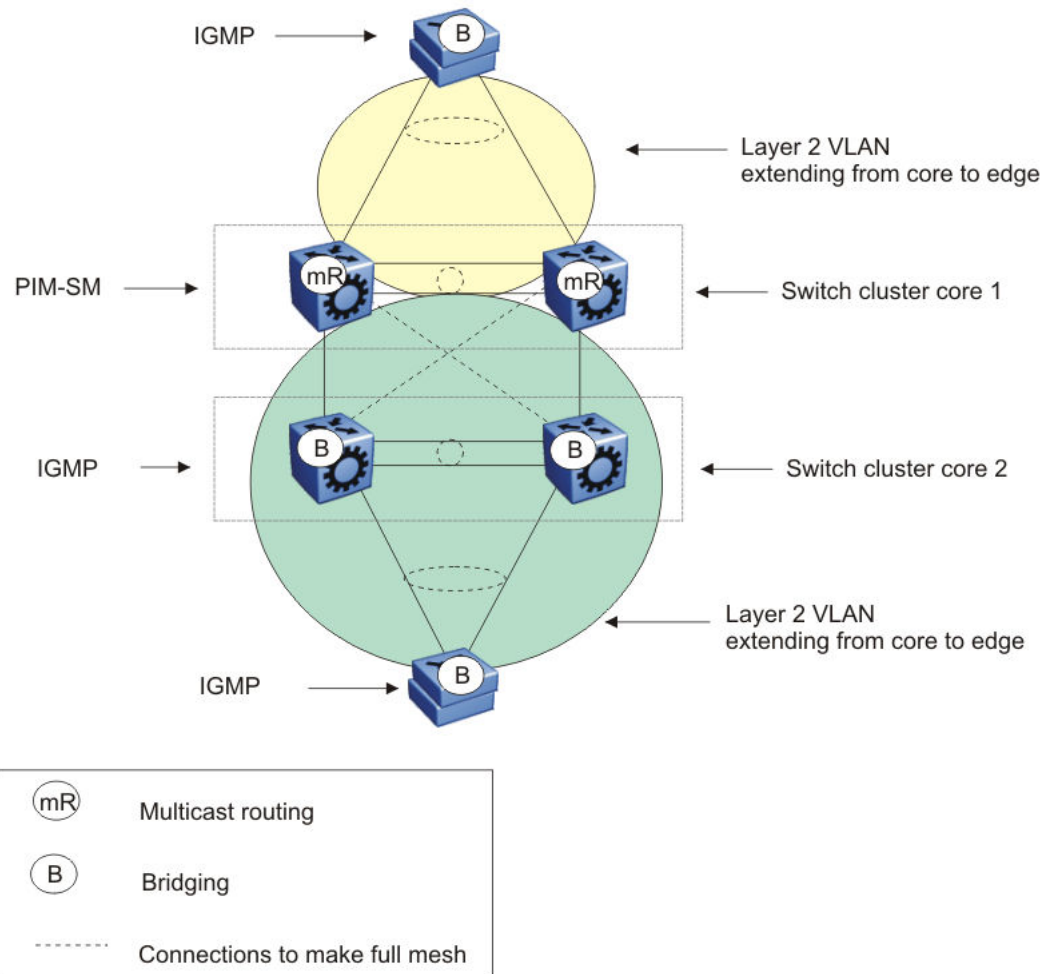 IGMP
B
Layer 2 VLAN
extending from core to edge
PIM-SM
mR
mR
Switch cluster core 1
IGMP
B
B
Switch cluster core 2
Layer 2 VLAN
extending from core to edge
IGMP
B
mR
Multicast routing
B
Bridging
Connections to make full mesh